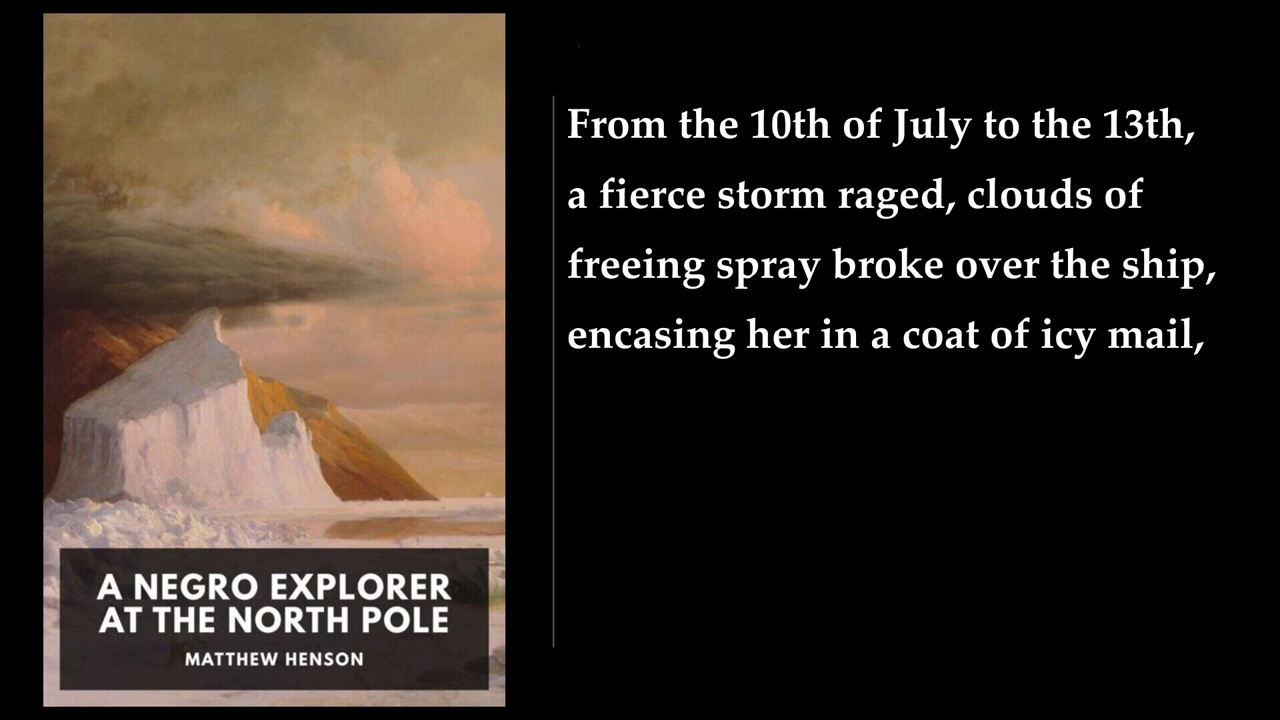 From the 10th of July to the 13th,
a fierce storm raged, clouds of
freeing spray broke over the ship,
encasing her in a coat of icy mail,
A NEGRO EXPLORER
AT THE NORTH POLE
MATTHEW HENSON